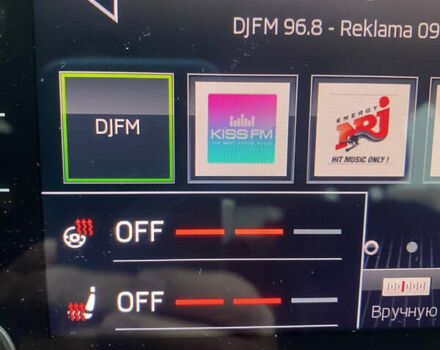 DJFM 96.8 - Reklama 09
DJFM
KISS FM
ENERGY
NRJ
HIT MUSIC ONLY !
OFF
OFF
Вручную